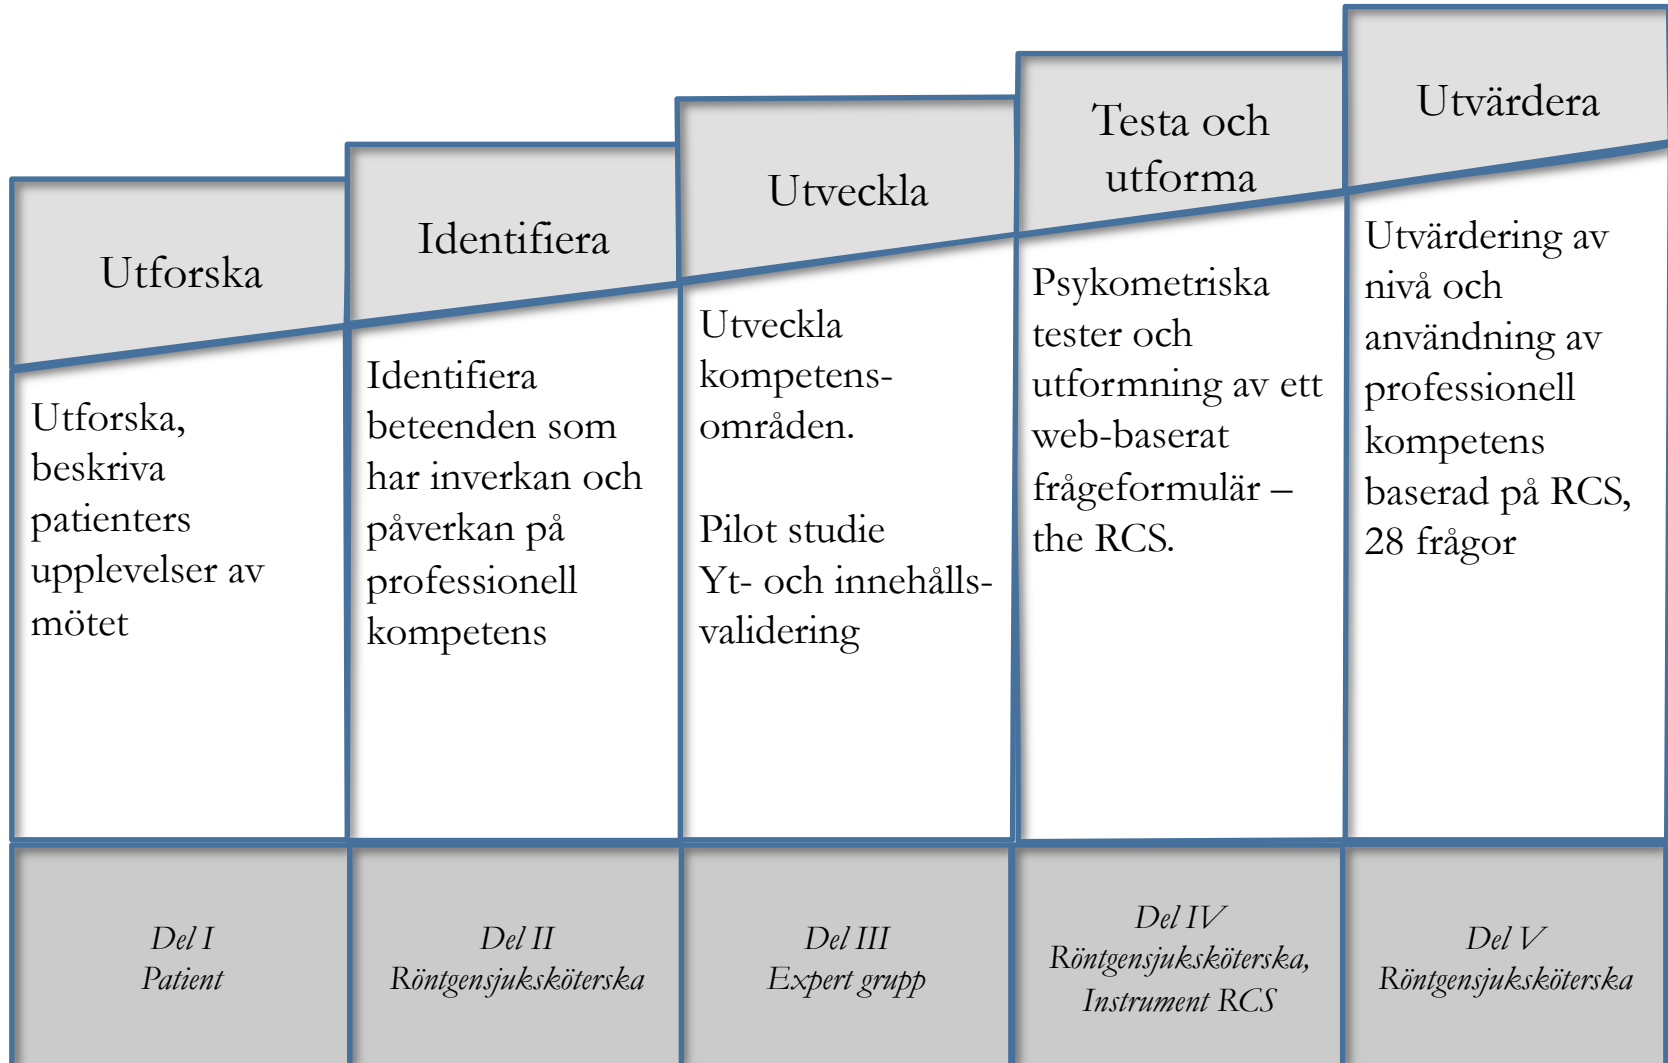 Utforska
Utforska,
beskriva
patienters
upplevelser av
mötet
Del I
Patient
Identifiera
Identifiera
beteenden som
har inverkan och
påverkan på
professionell
kompetens
Del II
Röntgensjuksköterska
Utveckla
Utveckla
kompetens-
områden.
Pilot studie
Yt- och innehålls-
validering
Del III
Expert grupp
Testa och
utforma
Psykometriska
tester och
utformning av ett
web-baserat
frågeformulär –
the RCS.
Del IV
Röntgensjuksköterska,
Instrument RCS
Utvärdera
Utvärdering av
nivå och
användning av
professionell
kompetens
baserad på RCS,
28 frågor
Del V
Röntgensjuksköterska